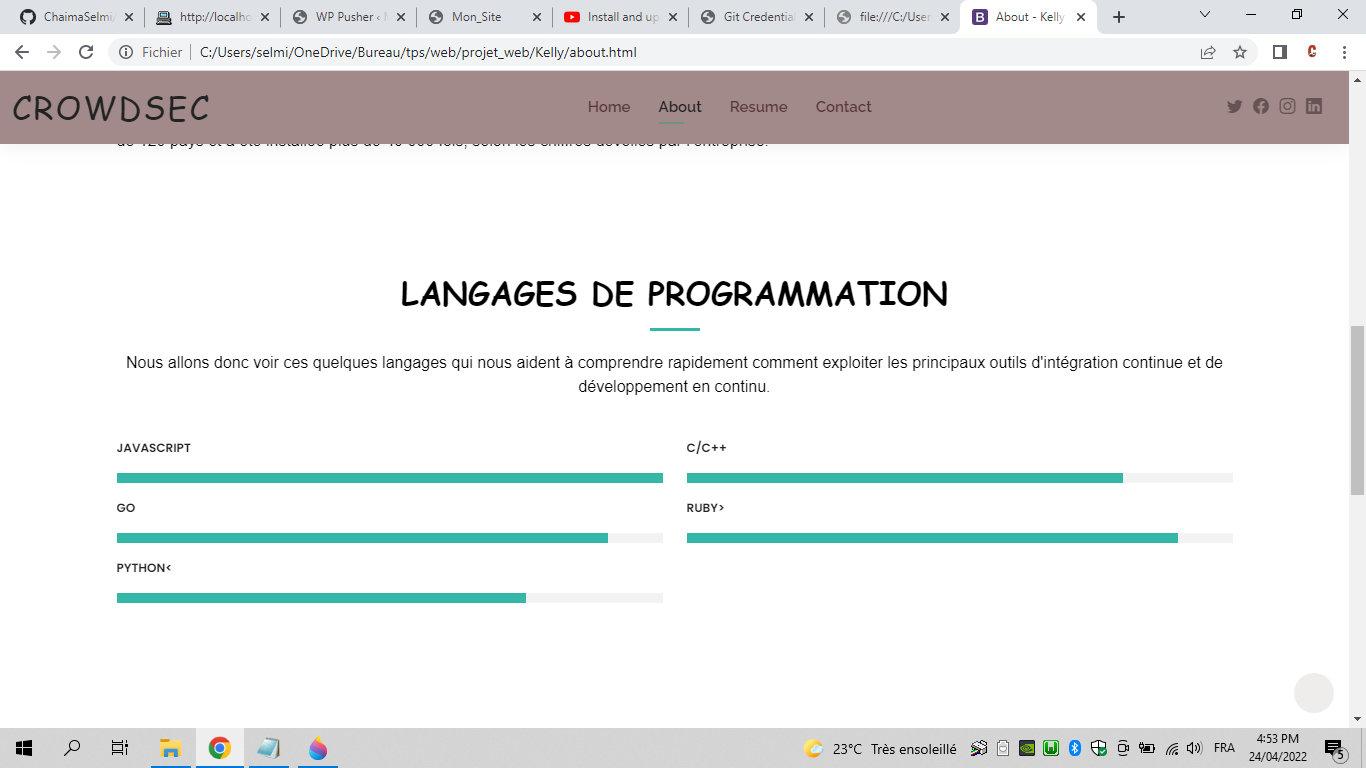 ChaimaSelmi/
http://localho
WP Pusher ‹
Mon_Site
Install and up
Git Credential
file:///C:/User
About - Kelly
Fichier
C:/Users/selmi/OneDrive/Bureau/tps/web/projet_web/Kelly/about.html
CROWDSEC
Home
About
Resume
Contact
de 120 pays et a été installée plus de 40 000 fois, selon les chiffres dévoilés par l'entreprise.
LANGAGES DE PROGRAMMATION
Nous allons donc voir ces quelques langages qui nous aident à comprendre rapidement comment exploiter les principaux outils d'intégration continue et de
développement en continu.
JAVASCRIPT
C/C++
GO
RUBY>
PYTHON<
23°C Très ensoleillé
FRA
4:53 PM
24/04/2022
5